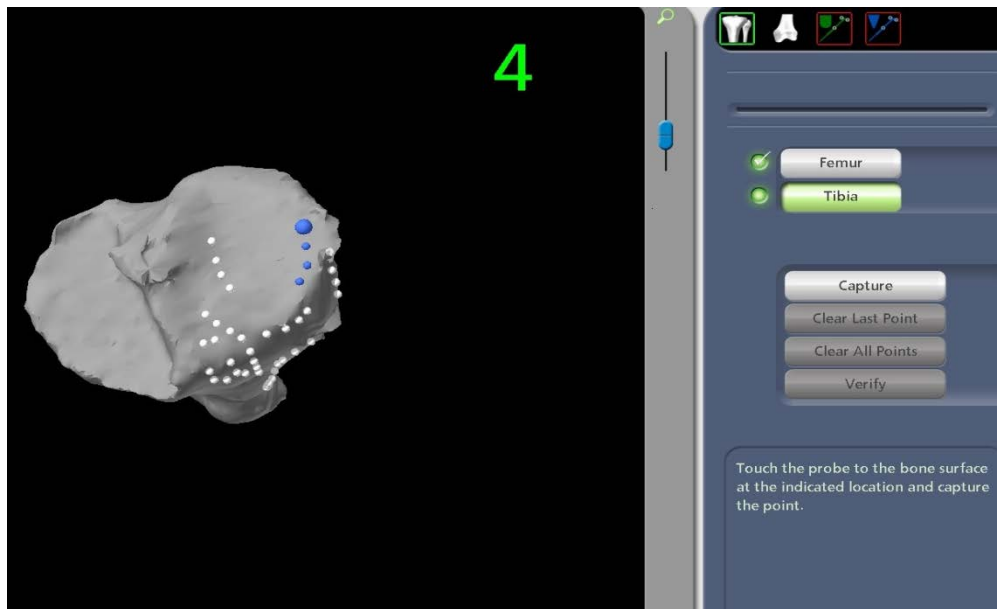 4
Femur
Tibia
Capture
Clear Last Point
Clear All Points
Verify
Touch the probe to the bone surface
at the indicated location and capture
the point.